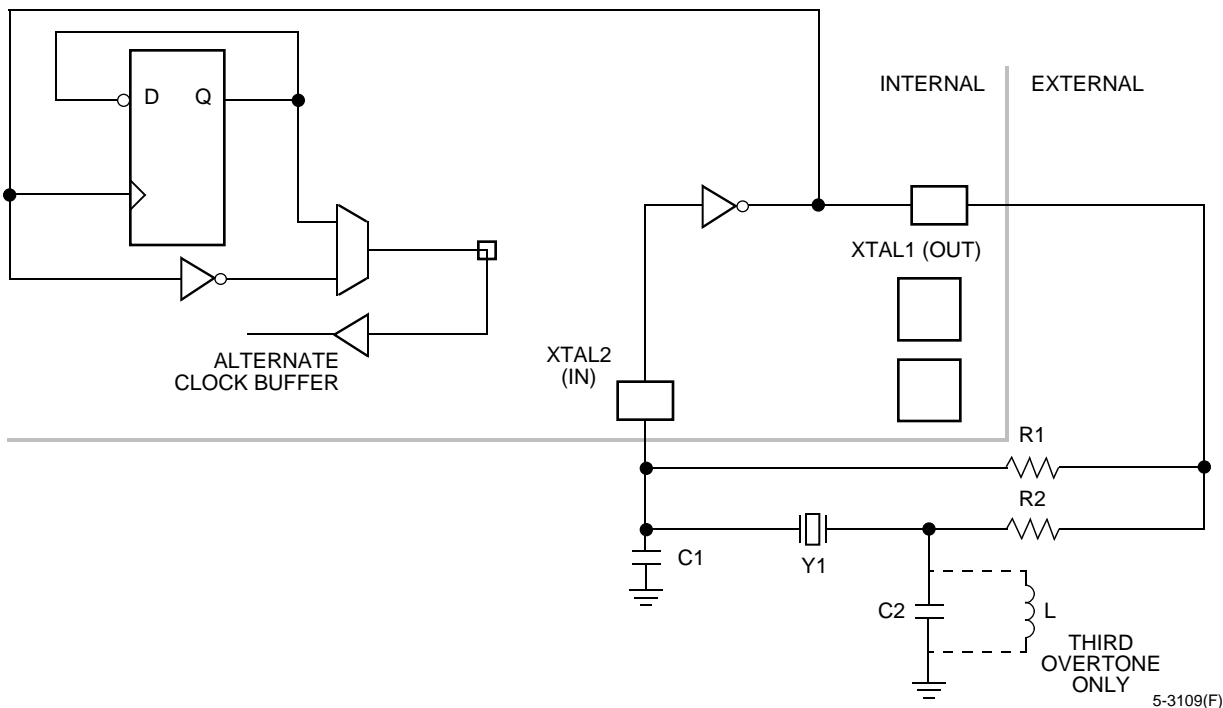 D Q
INTERNAL
EXTERNAL
XTAL1 (OUT)
ALTERNATE
CLOCK BUFFER
XTAL2
(IN)
R1
R2
C1
Y1
C2
L
THIRD
OVERTONE
ONLY
5-3109(F)